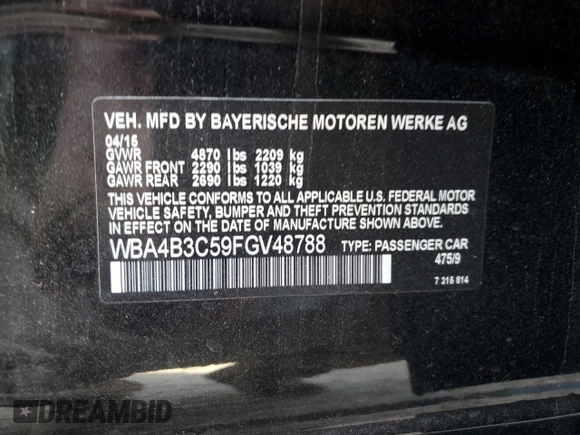 VEH. MFD BY BAYERISCHE MOTOREN WERKE AG
04/15
GVWR 4870 lbs 2209 kg
GAWR FRONT 2290 lbs 1039 kg
GAWR REAR 2690 lbs 1220 kg
THIS VEHICLE CONFORMS TO ALL APPLICABLE U.S. FEDERAL MOTOR
VEHICLE SAFETY, BUMPER AND THEFT PREVENTION STANDARDS
IN EFFECT ON THE DATE OF MANUFACTURE SHOWN ABOVE.
WBA4B3C59FGV48788 TYPE: PASSENGER CAR
475/9
7 316 814
DREAMBID